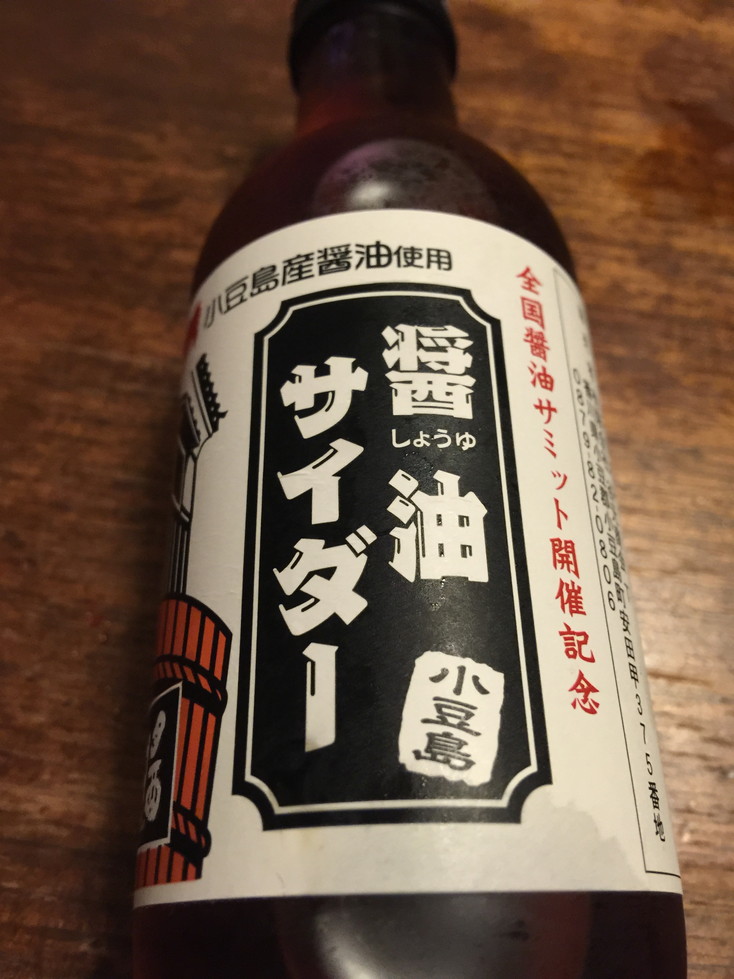 小豆島産醤油使用
醤油
しょうゆ
サイダー
小豆島
全国醤油サミット開催記念
0879-82-0806
安田甲375番地